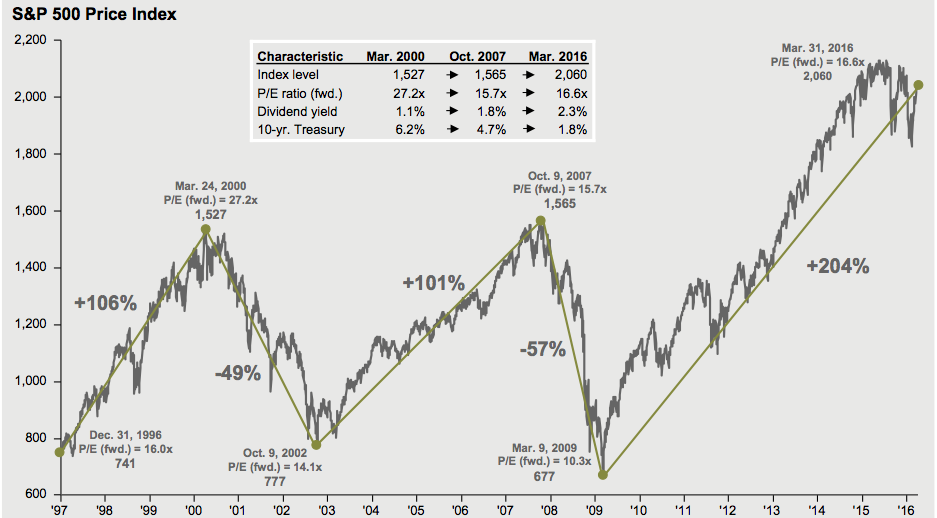 S&P 500 Price Index
2,200
2,000
1,800
1,600
1,400
1,200
1,000
800
600
Characteristic Mar. 2000 Oct. 2007 Mar. 2016
Index level 1,527 1,565 2,060
P/E ratio (fwd.) 27.2x 15.7x 16.6x
Dividend yield 1.1% 1.8% 2.3%
10-yr. Treasury 6.2% 4.7% 1.8%
Mar. 31, 2016
P/E (fwd.) = 16.6x
2,060
Mar. 24, 2000
P/E (fwd.) = 27.2x
1,527
Oct. 9, 2007
P/E (fwd.) = 15.7x
1,565
+106%
-49%
+101%
-57%
+204%
Dec. 31, 1996
P/E (fwd.) = 16.0x
741
Oct. 9, 2002
P/E (fwd.) = 14.1x
777
Mar. 9, 2009
P/E (fwd.) = 10.3x
677
'97 '98 '99 '00 '01 '02 '03 '04 '05 '06 '07 '08 '09 '10 '11 '12 '13 '14 '15 '16